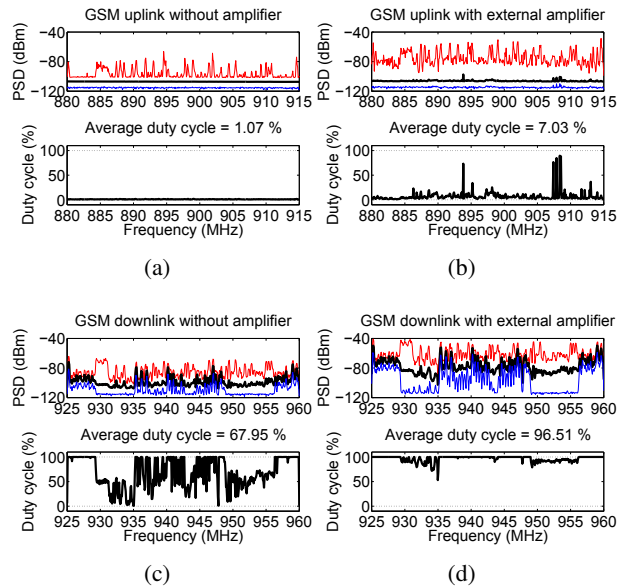 GSM uplink without amplifier
PSD (dBm)
−40
−80
−120
880 885 890 895 900 905 910 915
Average duty cycle = 1.07 %
Duty cycle (%)
100
50
0
880 885 890 895 900 905 910 915
Frequency (MHz)
(a)
GSM uplink with external amplifier
PSD (dBm)
−40
−80
−120
880 885 890 895 900 905 910 915
Average duty cycle = 7.03 %
Duty cycle (%)
100
50
0
880 885 890 895 900 905 910 915
Frequency (MHz)
(b)
GSM downlink without amplifier
PSD (dBm)
−40
−80
−120
925 930 935 940 945 950 955 960
Average duty cycle = 67.95 %
Duty cycle (%)
100
50
0
925 930 935 940 945 950 955 960
Frequency (MHz)
(c)
GSM downlink with external amplifier
PSD (dBm)
−40
−80
−120
925 930 935 940 945 950 955 960
Average duty cycle = 96.51 %
Duty cycle (%)
100
50
0
925 930 935 940 945 950 955 960
Frequency (MHz)
(d)